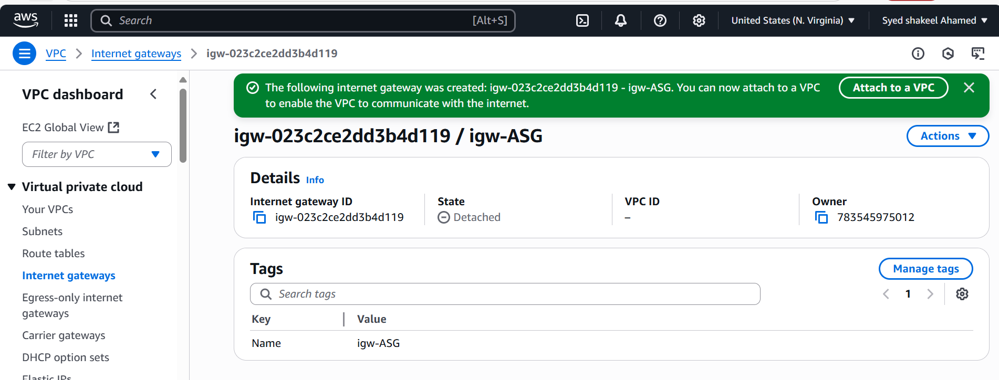 aws
Search
[Alt+S]
United States (N. Virginia)
Syed shakeel Ahamed
VPC
Internet gateways
igw-023c2ce2dd3b4d119
VPC dashboard
EC2 Global View
Filter by VPC
Virtual private cloud
Your VPCs
Subnets
Route tables
Internet gateways
Egress-only internet
gateways
Carrier gateways
DHCP option sets
Elastic IPs
The following internet gateway was created: igw-023c2ce2dd3b4d119 - igw-ASG. You can now attach to a VPC
to enable the VPC to communicate with the internet.
Attach to a VPC
igw-023c2ce2dd3b4d119 / igw-ASG
Actions
Details Info
Internet gateway ID
igw-023c2ce2dd3b4d119
State
Detached
VPC ID
–
Owner
783545975012
Tags
Manage tags
Search tags
1
Key
Value
Name
igw-ASG